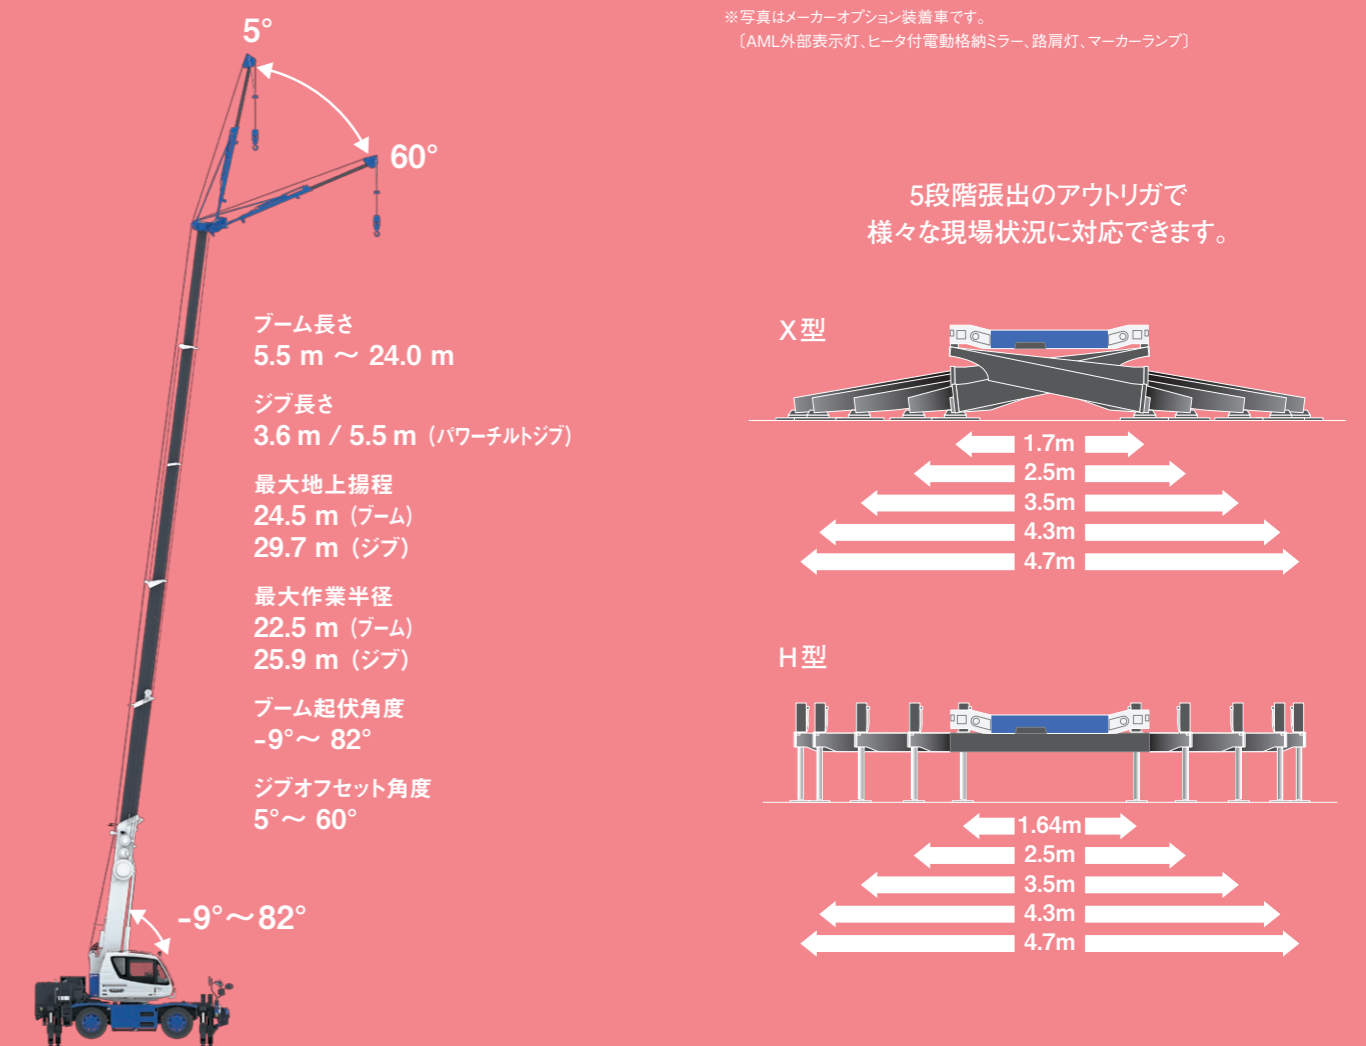 ※写真はメーカーオプション装着車です。
〔AML外部表示灯、ヒータ付電動格納ミラー、路肩灯、マーカーランプ〕
5°
60°
ブーム長さ
5.5 m ～ 24.0 m
ジブ長さ
3.6 m / 5.5 m（パワーチルトジブ）
最大地上揚程
24.5 m（ブーム）
29.7 m（ジブ）
最大作業半径
22.5 m（ブーム）
25.9 m（ジブ）
ブーム起伏角度
-9°～ 82°
ジブオフセット角度
5°～ 60°
-9°～82°
5段階張出のアウトリガで
様々な現場状況に対応できます。
X型
1.7m
2.5m
3.5m
4.3m
4.7m
H型
1.64m
2.5m
3.5m
4.3m
4.7m